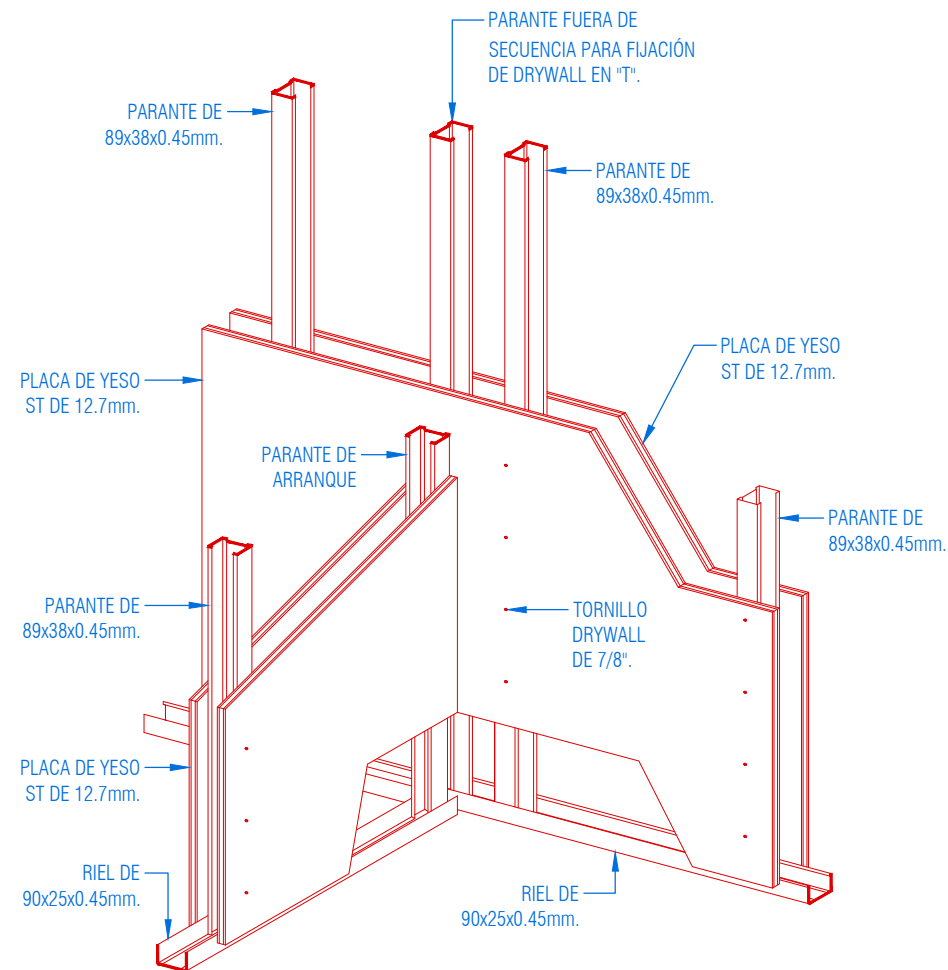 PARANTE FUERA DE
SECUENCIA PARA FIJACIÓN
DE DRYWALL EN "T".
PARANTE DE
89x38x0.45mm.
PARANTE DE
89x38x0.45mm.
PLACA DE YESO
ST DE 12.7mm.
PLACA DE YESO
ST DE 12.7mm.
PARANTE DE
ARRANQUE
PARANTE DE
89x38x0.45mm.
PARANTE DE
89x38x0.45mm.
TORNILLO
DRYWALL
DE 7/8".
PLACA DE YESO
ST DE 12.7mm.
RIEL DE
90x25x0.45mm.
RIEL DE
90x25x0.45mm.